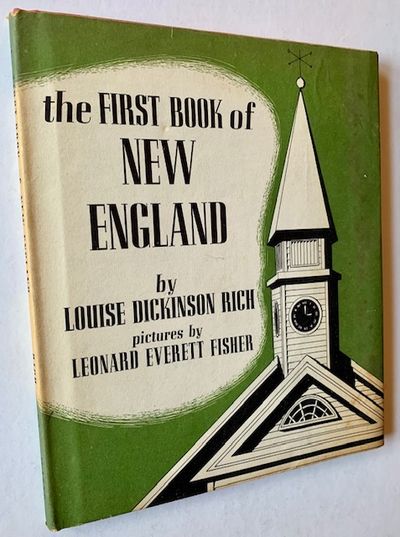 the FIRST BOOK of
NEW
ENGLAND
by
LOUISE DICKINSON RICH
pictures by
LEONARD EVERETT FISHER